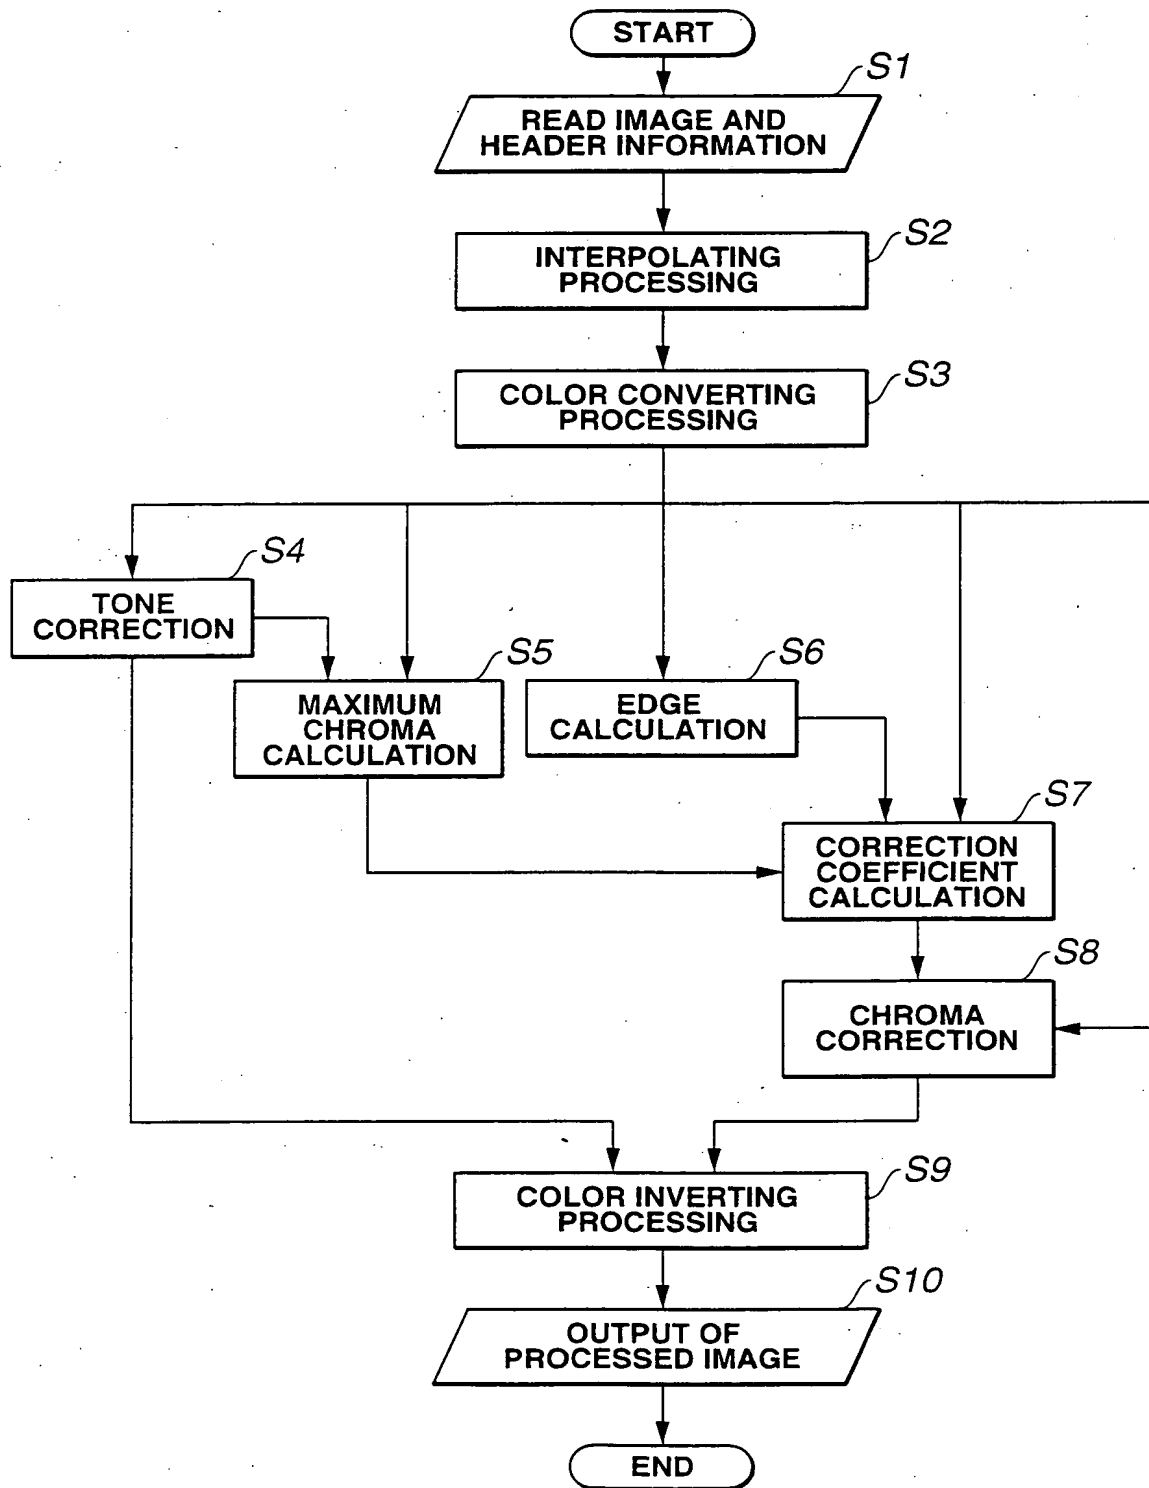 START
S1
READ IMAGE AND
HEADER INFORMATION
S2
INTERPOLATING
PROCESSING
S3
COLOR CONVERTING
PROCESSING
S4
TONE
CORRECTION
S5
MAXIMUM
CHROMA
CALCULATION
S6
EDGE
CALCULATION
S7
CORRECTION
COEFFICIENT
CALCULATION
S8
CHROMA
CORRECTION
S9
COLOR INVERTING
PROCESSING
S10
OUTPUT OF
PROCESSED IMAGE
END